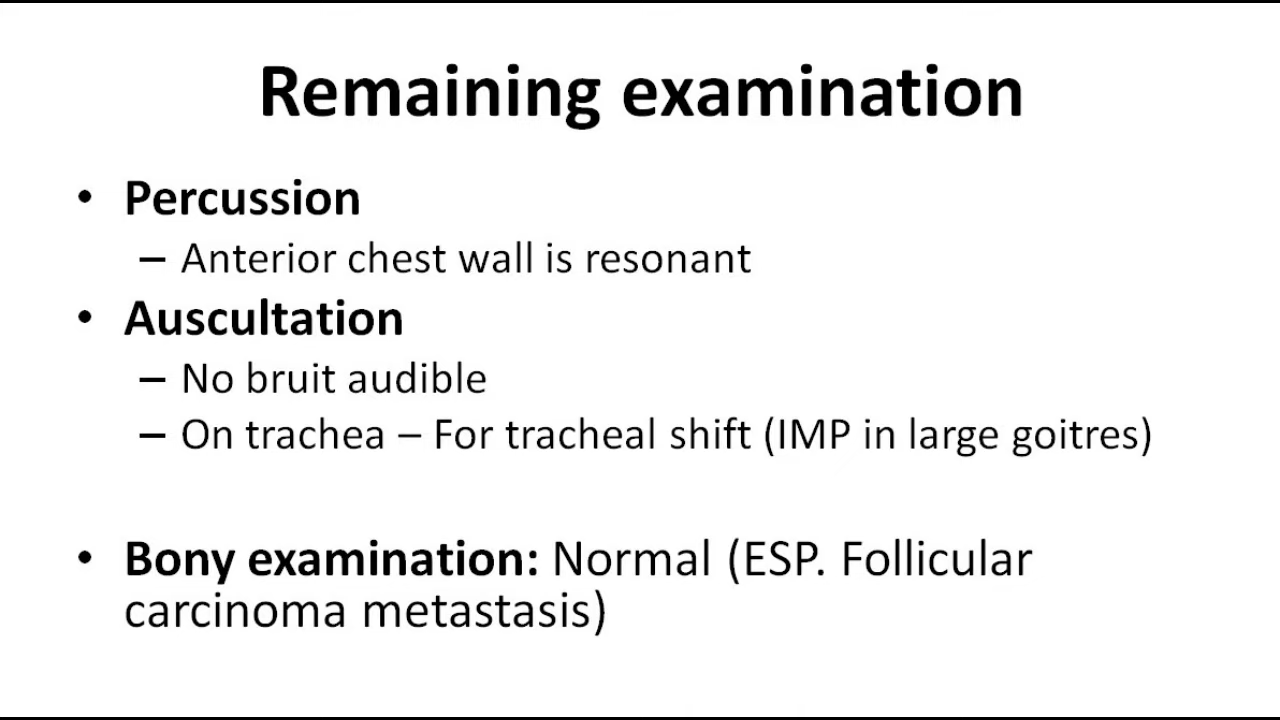 Remaining examination
• Percussion
– Anterior chest wall is resonant
• Auscultation
– No bruit audible
– On trachea – For tracheal shift (IMP in large goitres)
• Bony examination: Normal (ESP. Follicular
carcinoma metastasis)